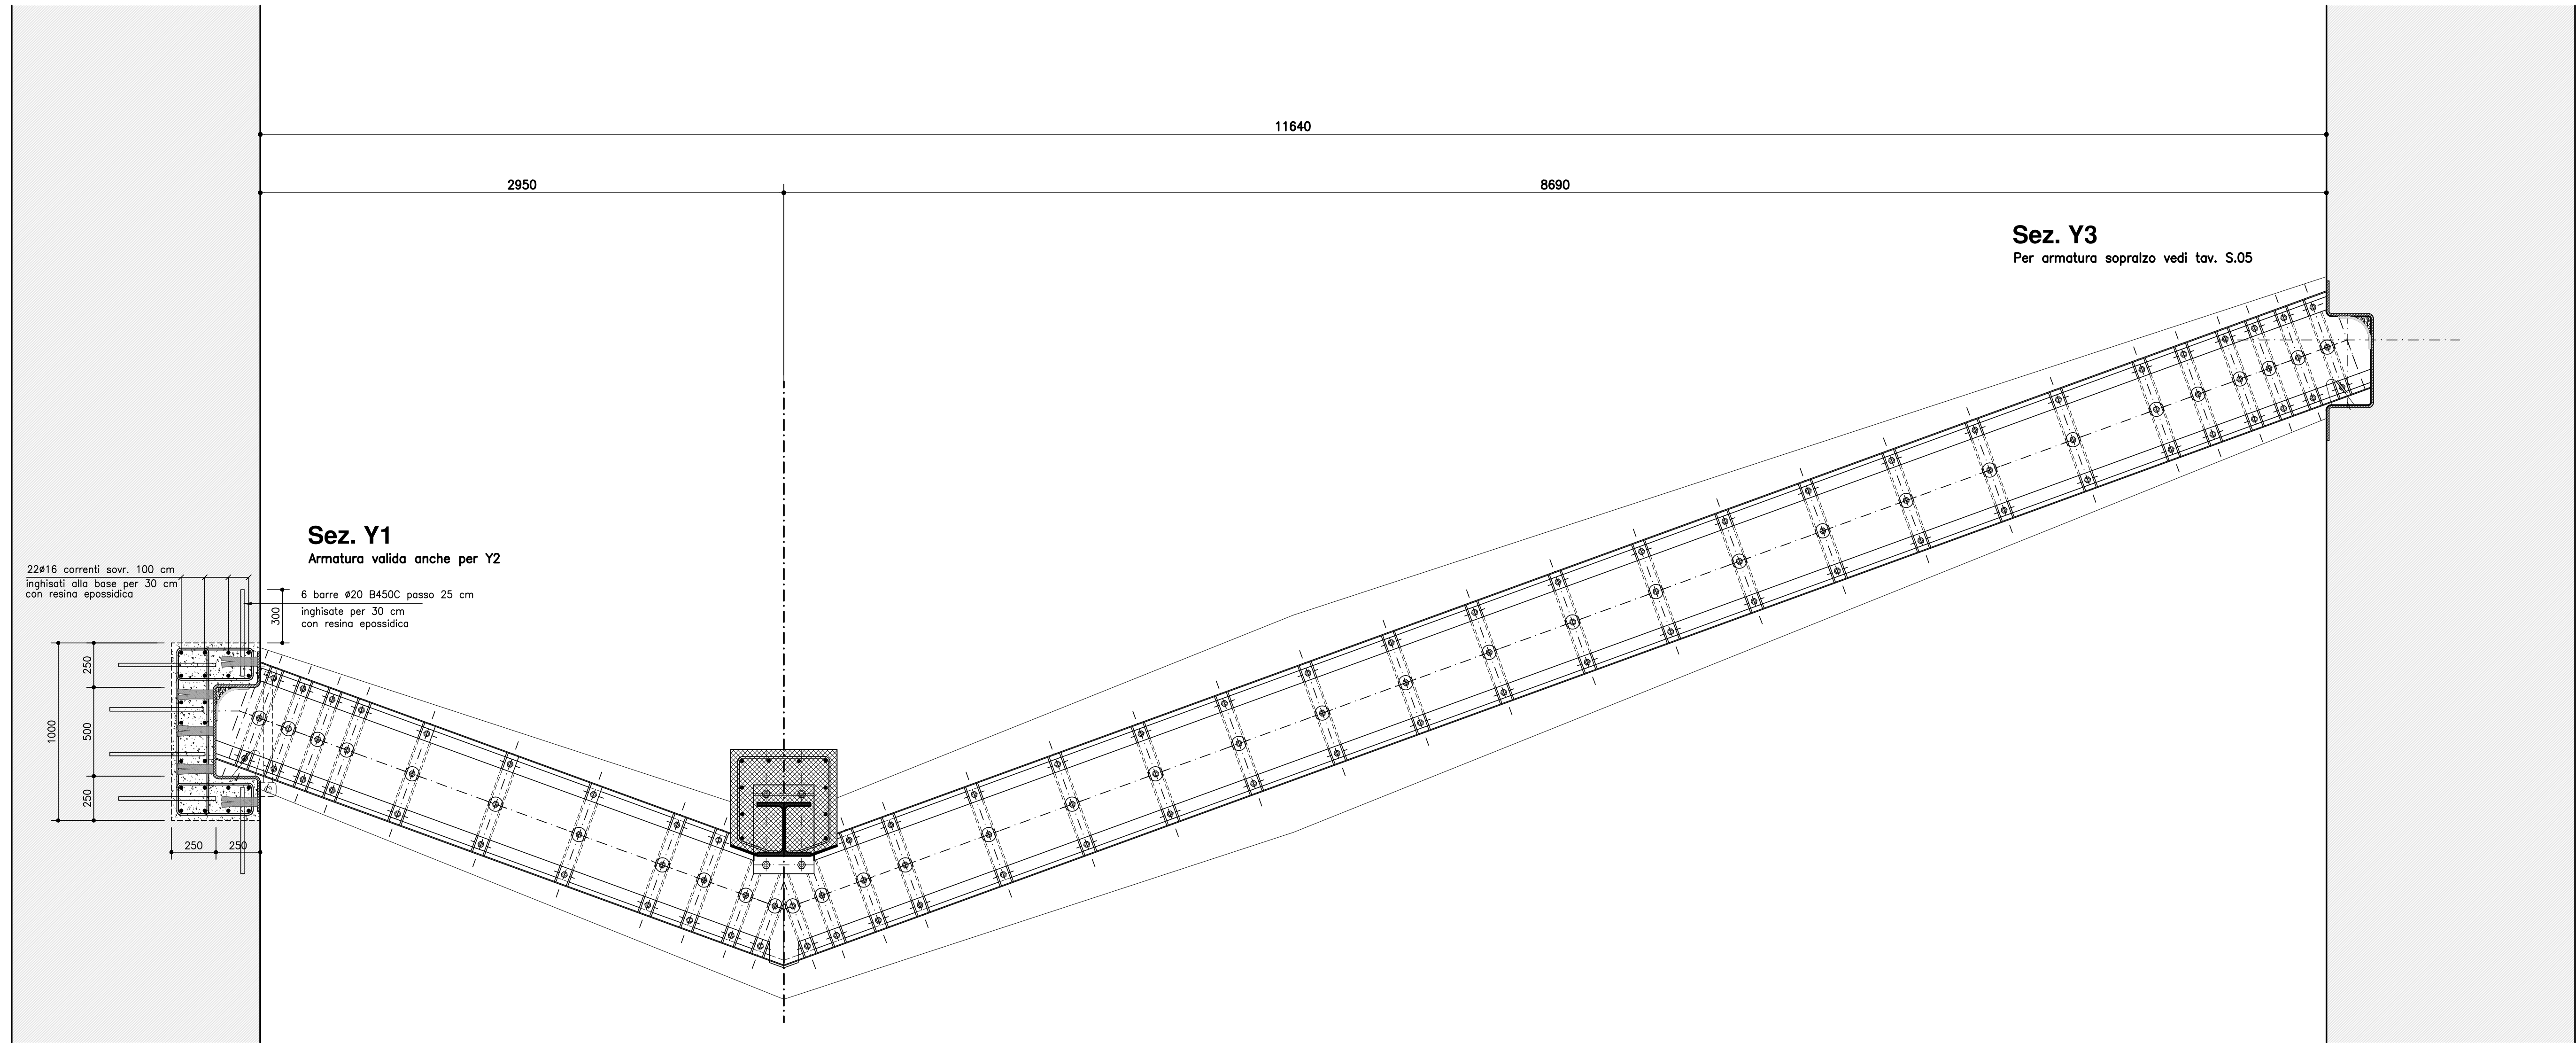 11640
2950
8690
Sez. Y3
Per armatura sopralzo vedi tav. S.05
Sez. Y1
Armatura valida anche per Y2
22ø16 correnti sovr. 100 cm
inghisati alla base per 30 cm
con resina epossidica
6 barre ø20 B450C passo 25 cm
inghisate per 30 cm
con resina epossidica
300
250
1000
500
250
250
250